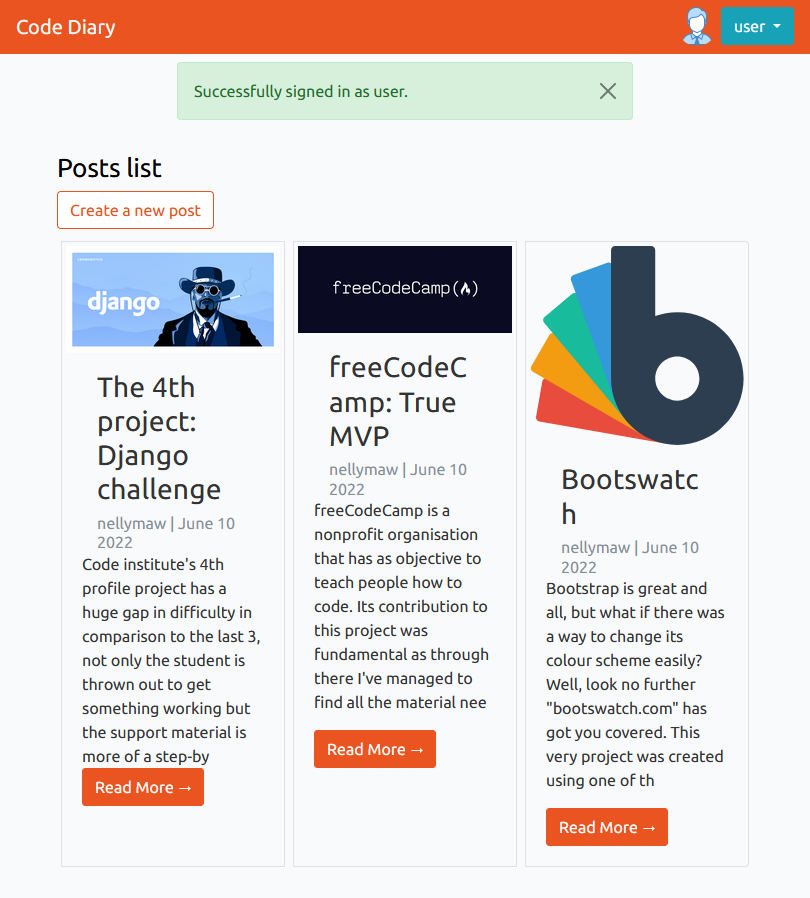 Code Diary
user
Successfully signed in as user.
Posts list
Create a new post
django
The 4th
project:
Django
challenge
nellymaw | June 10
2022
Code institute's 4th
profile project has a
huge gap in difficulty in
comparison to the last 3,
not only the student is
thrown out to get
something working but
the support material is
more of a step-by
Read More →
freeCodeCamp(🔥)
freeCodeC
amp: True
MVP
nellymaw | June 10
2022
freeCodeCamp is a
nonprofit organisation
that has as objective to
teach people how to
code. Its contribution to
this project was
fundamental as through
there I've managed to
find all the material nee
Read More →
b
Bootswatc
h
nellymaw | June 10
2022
Bootstrap is great and
all, but what if there was
a way to change its
colour scheme easily?
Well, look no further
"bootswatch.com" has
got you covered. This
very project was created
using one of th
Read More →